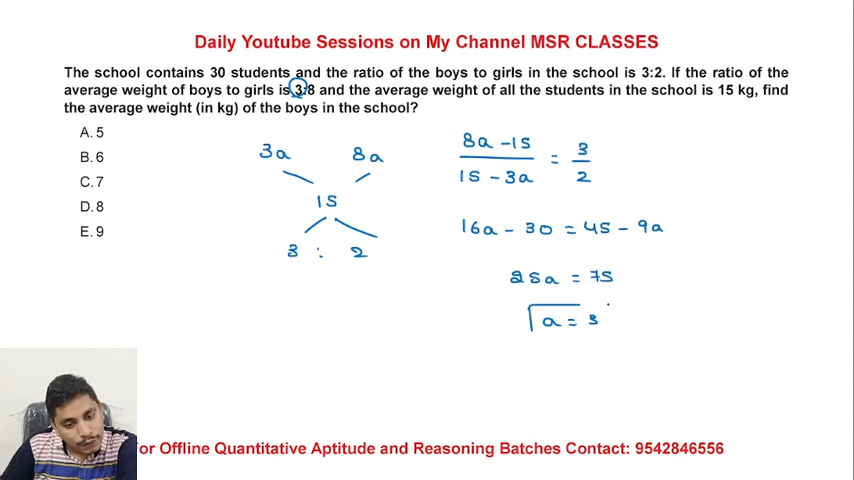 Daily Youtube Sessions on My Channel MSR CLASSES
The school contains 30 students and the ratio of the boys to girls in the school is 3:2. If the ratio of the
average weight of boys to girls is 3:8 and the average weight of all the students in the school is 15 kg, find
the average weight (in kg) of the boys in the school?
A. 5
B. 6
C. 7
D. 8
E. 9
3a 8a
15
3 : 2
8a - 15 / 15 - 3a = 3 / 2
16a - 30 = 45 - 9a
25a = 75
a = 3
or Offline Quantitative Aptitude and Reasoning Batches Contact: 9542846556